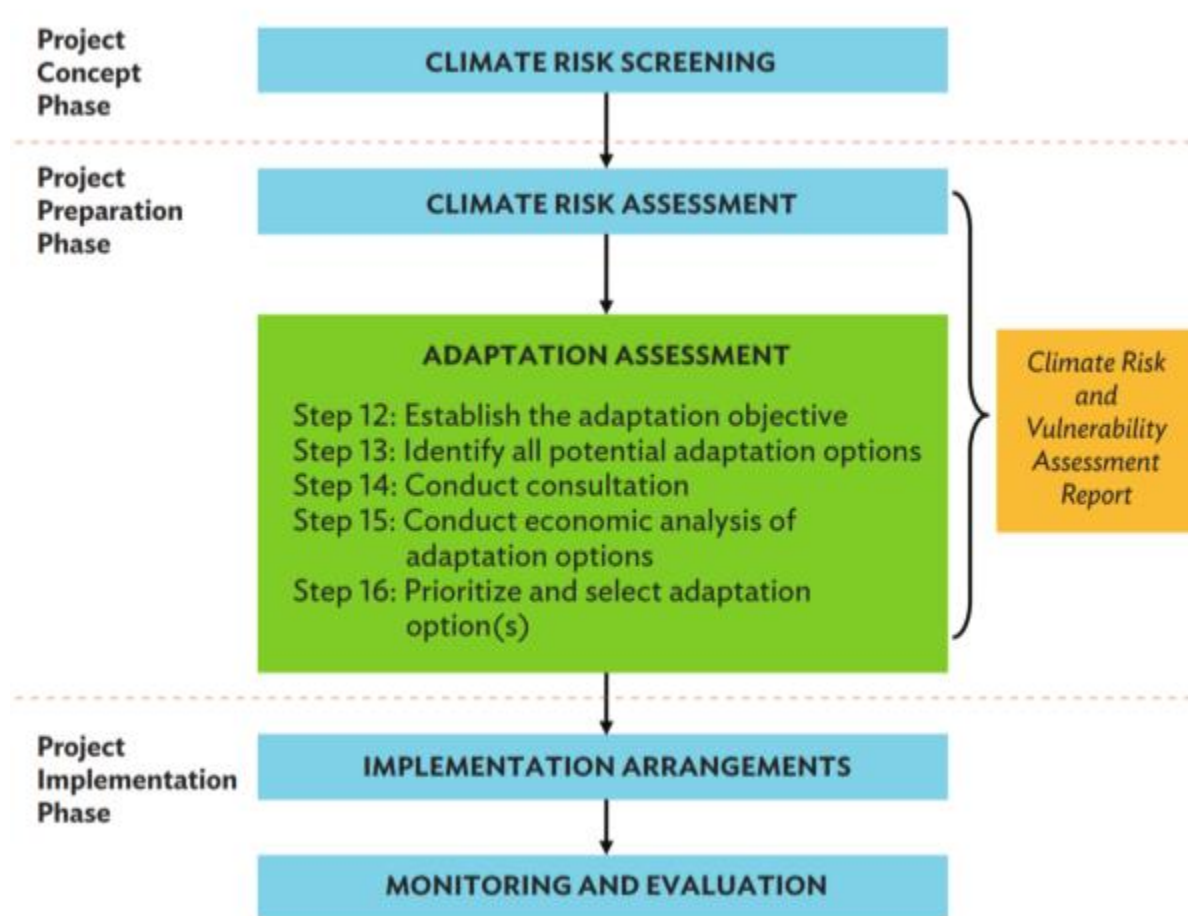 Project
Concept
Phase
CLIMATE RISK SCREENING
Project
Preparation
Phase
CLIMATE RISK ASSESSMENT
ADAPTATION ASSESSMENT
Step 12: Establish the adaptation objective
Step 13: Identify all potential adaptation options
Step 14: Conduct consultation
Step 15: Conduct economic analysis of
adaptation options
Step 16: Prioritize and select adaptation
option(s)
Climate Risk
and
Vulnerability
Assessment
Report
Project
Implementation
Phase
IMPLEMENTATION ARRANGEMENTS
MONITORING AND EVALUATION